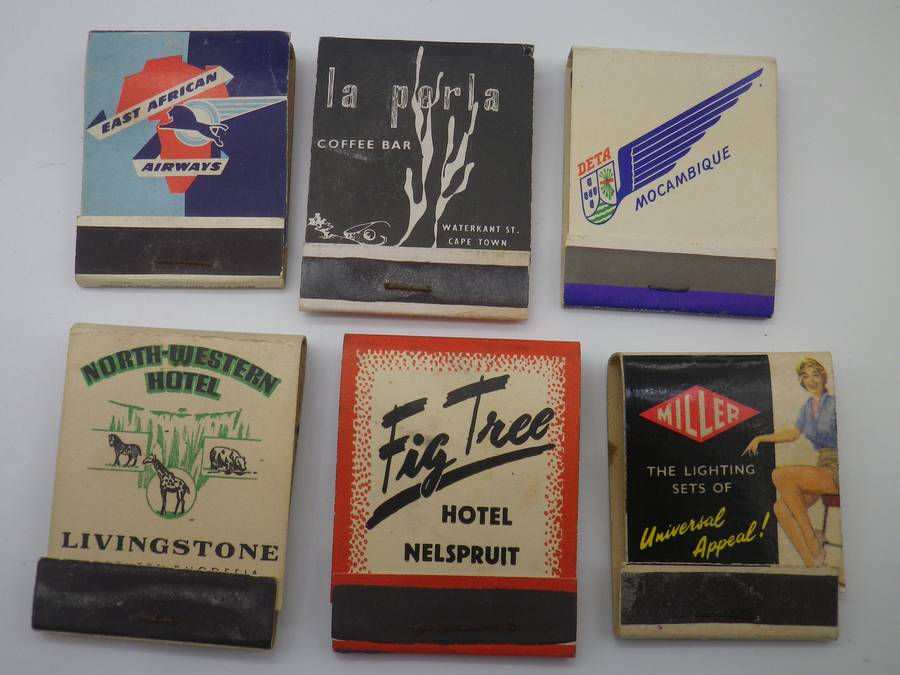 EAST AFRICAN
AIRWAYS
la perla
COFFEE BAR
WATERKANT ST.
CAPE TOWN
DETA
MOCAMBIQUE
NORTH-WESTERN
HOTEL
LIVINGSTONE
Fig Tree
HOTEL
NELSPRUIT
MILLER
THE LIGHTING
SETS OF
Universal
Appeal!